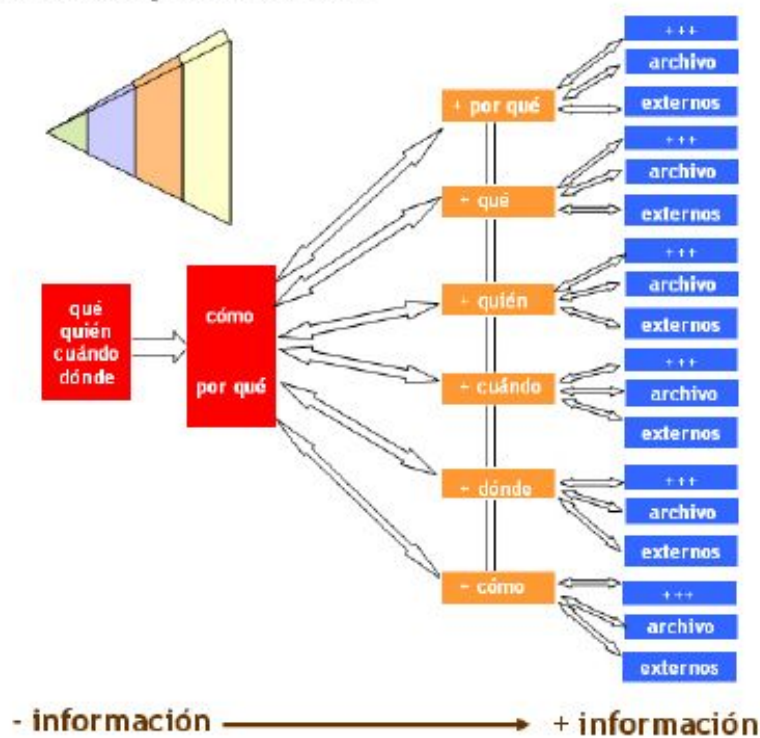 qué
quién
cuándo
dónde
cómo
por qué
+ por qué
+ qué
+ quién
+ cuándo
+ dónde
+ cómo
+++
archivo
externos
+++
archivo
externos
+++
archivo
externos
+++
archivo
externos
+++
archivo
externos
+++
archivo
externos
- información
+ información